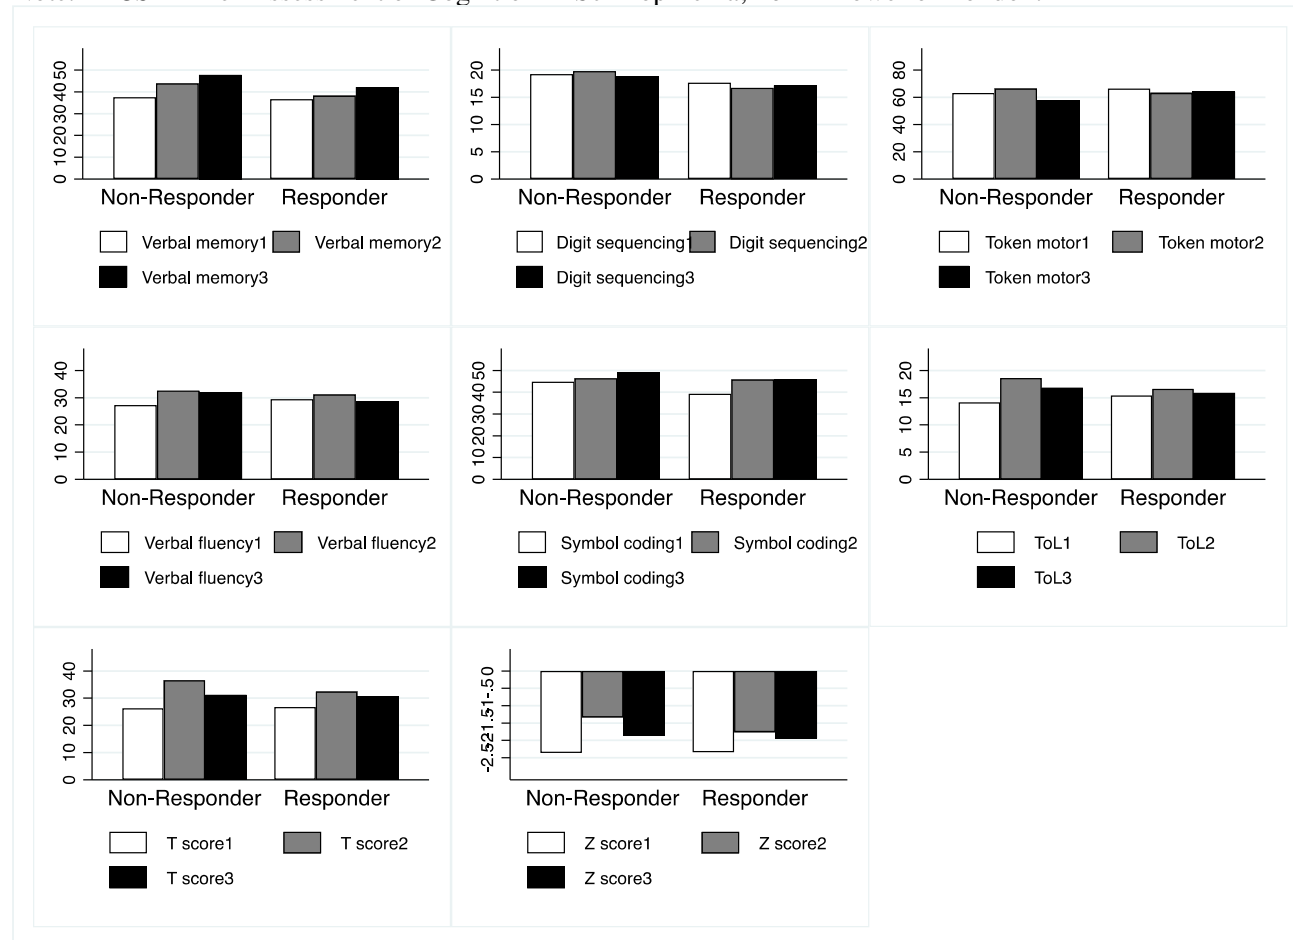 50
40
30
20
10
0
Non-Responder Responder
Verbal memory1 Verbal memory2
Verbal memory3
20
15
10
5
0
Non-Responder Responder
Digit sequencing1 Digit sequencing2
Digit sequencing3
80
60
40
20
0
Non-Responder Responder
Token motor1 Token motor2
Token motor3
40
30
20
10
0
Non-Responder Responder
Verbal fluency1 Verbal fluency2
Verbal fluency3
50
40
30
20
10
0
Non-Responder Responder
Symbol coding1 Symbol coding2
Symbol coding3
20
15
10
5
0
Non-Responder Responder
ToL1 ToL2
ToL3
40
30
20
10
0
Non-Responder Responder
T score1 T score2
T score3
0
-.5
-1
-1.5
-2
-2.5
Non-Responder Responder
Z score1 Z score2
Z score3